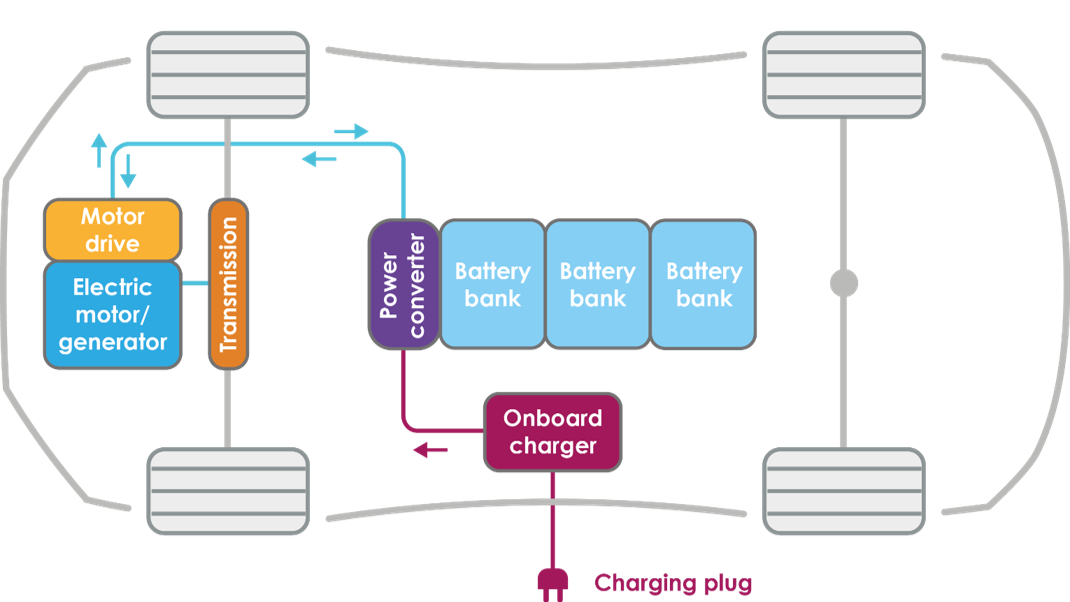 Motor
drive
Electric
motor/
generator
Transmission
Power
converter
Battery
bank
Battery
bank
Battery
bank
Onboard
charger
Charging plug